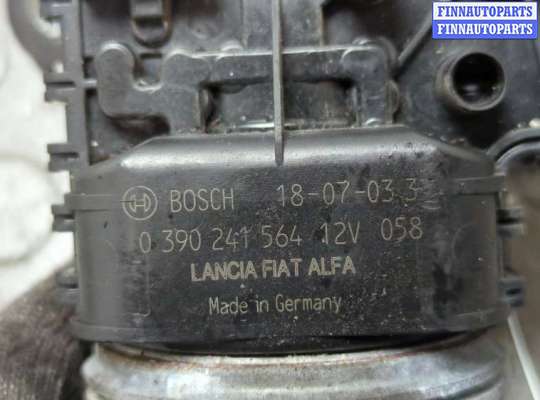 FINNAUTOPARTS
FINNAUTOPARTS
BOSCH 18-07-03 3
0 390 241 564 12V 058
LANCIA FIAT ALFA
Made in Germany